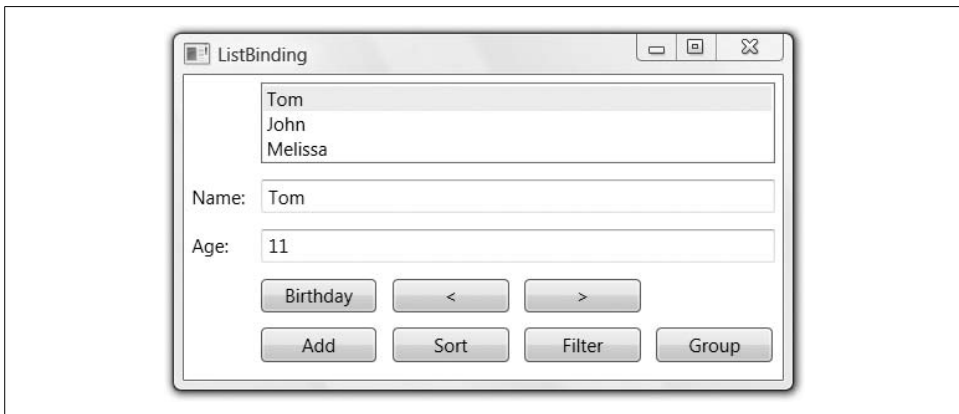 ListBinding
Tom
John
Melissa
Name: Tom
Age: 11
Birthday < >
Add Sort Filter Group